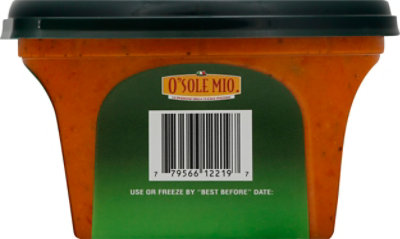 O'SOLE MIO
7 79566 12219 7
USE OR FREEZE BY "BEST BEFORE" DATE: